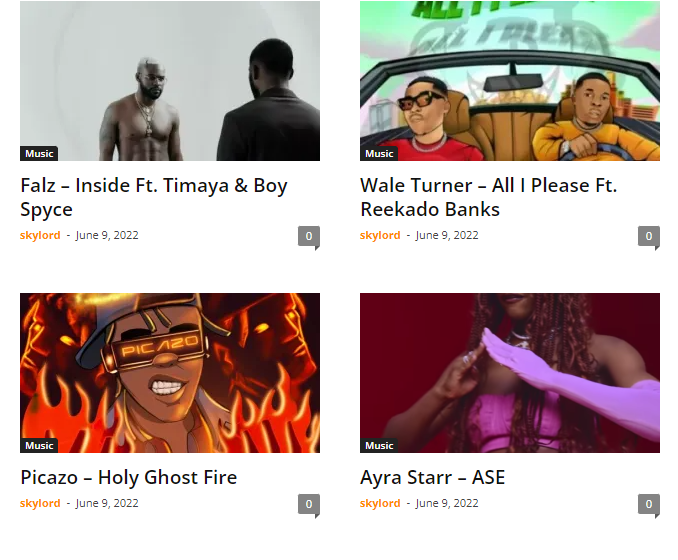 ALL I PLEASE
Music
Falz – Inside Ft. Timaya & Boy
Spyce
skylord - June 9, 2022
0
Music
Wale Turner – All I Please Ft.
Reekado Banks
skylord - June 9, 2022
0
PICAZO
Music
Picazo – Holy Ghost Fire
skylord - June 9, 2022
0
Music
Ayra Starr – ASE
skylord - June 9, 2022
0